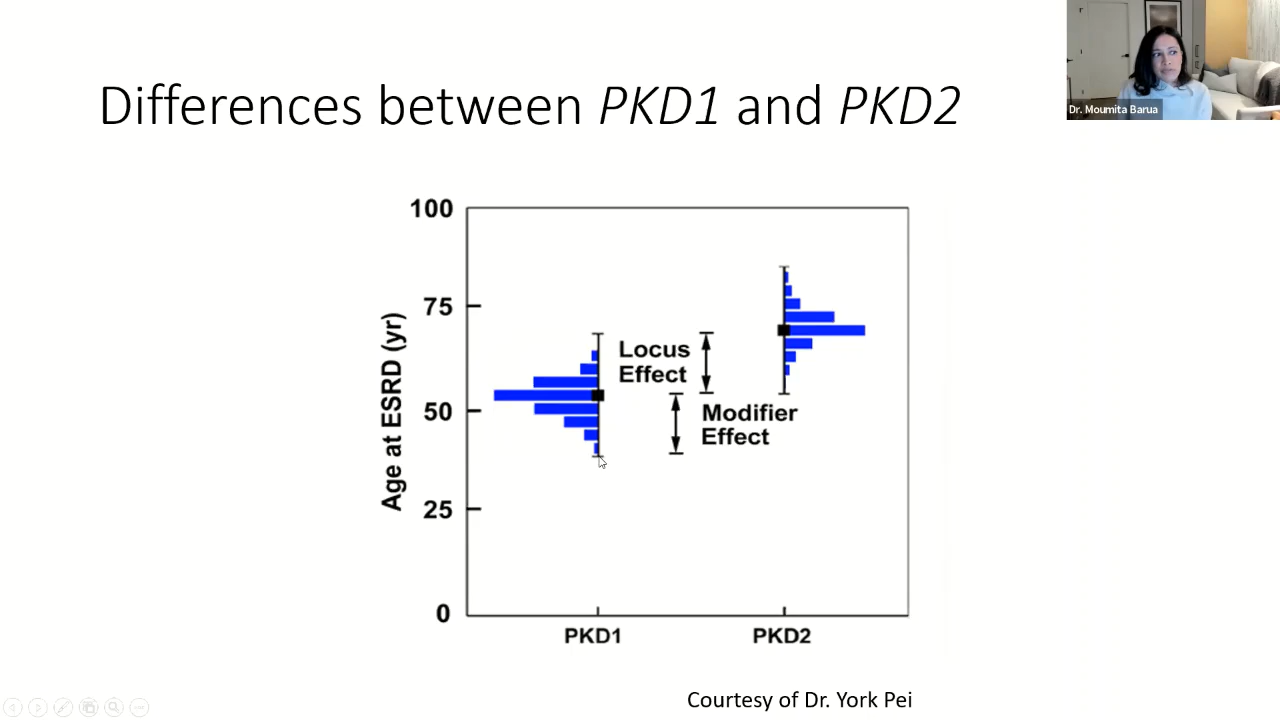 Differences between PKD1 and PKD2
Dr. Moumita Barua
100
75
50
25
0
Age at ESRD (yr)
Locus
Effect
Modifier
Effect
PKD1
PKD2
Courtesy of Dr. York Pei